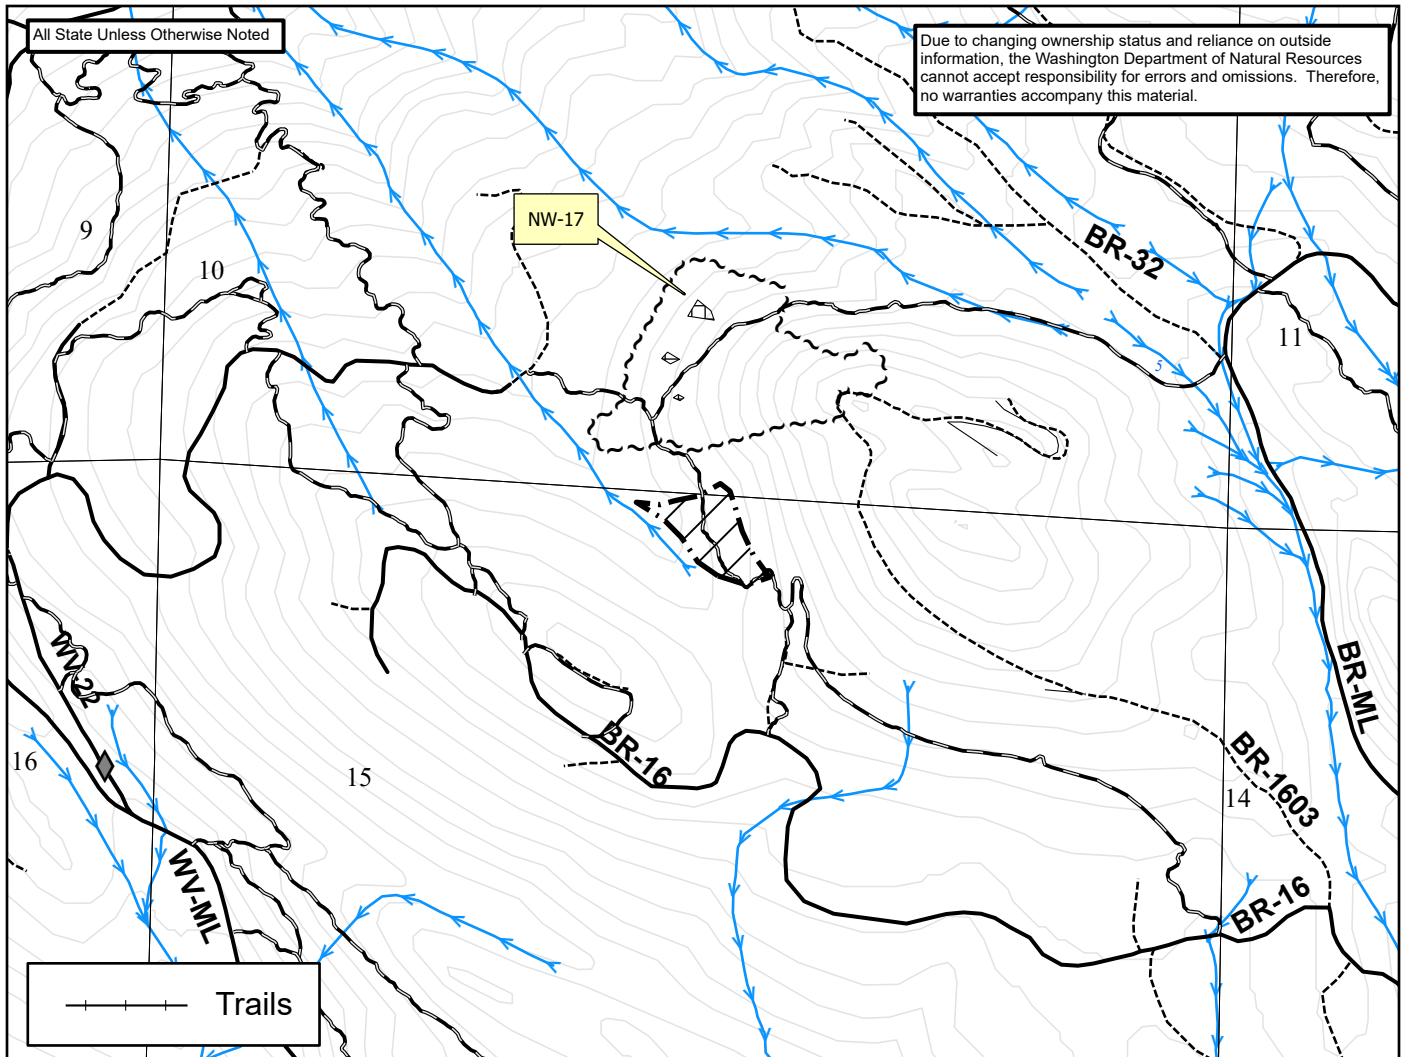 All State Unless Otherwise Noted
Due to changing ownership status and reliance on outside
information, the Washington Department of Natural Resources
cannot accept responsibility for errors and omissions. Therefore,
no warranties accompany this material.
NW-17
9
10
BR-32
11
5
WV-22
BR-ML
16
15
BR-16
BR-1603
14
WV-ML
BR-16
Trails